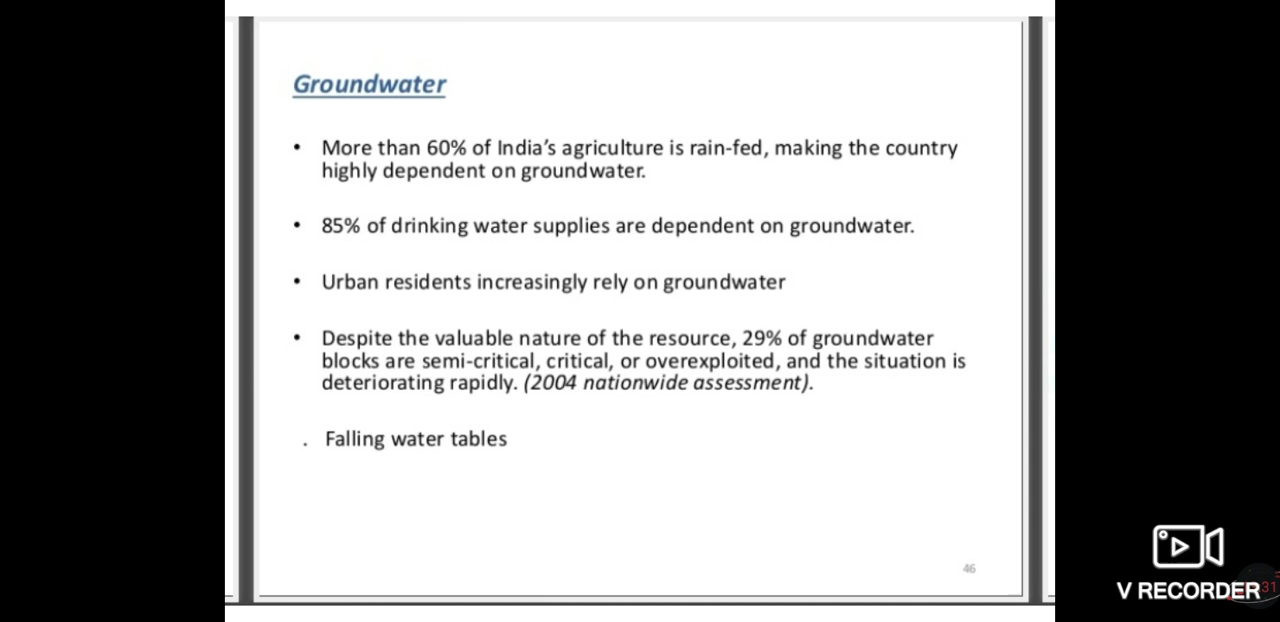 Groundwater
• More than 60% of India's agriculture is rain-fed, making the country
highly dependent on groundwater.
• 85% of drinking water supplies are dependent on groundwater.
• Urban residents increasingly rely on groundwater
• Despite the valuable nature of the resource, 29% of groundwater
blocks are semi-critical, critical, or overexploited, and the situation is
deteriorating rapidly. (2004 nationwide assessment).
. Falling water tables
46
V RECORDER